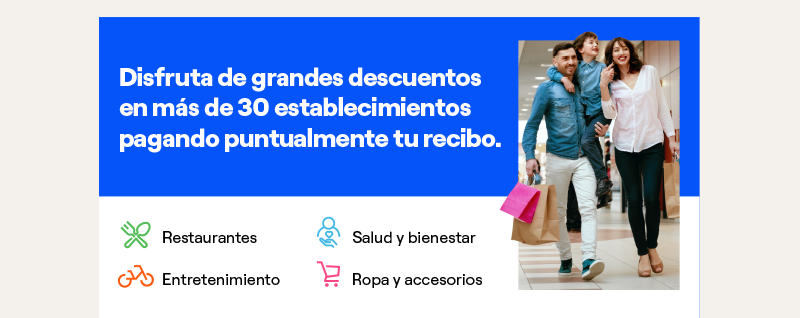 Disfruta de grandes descuentos
en más de 30 establecimientos
pagando puntualmente tu recibo.
Restaurantes
Salud y bienestar
Entretenimiento
Ropa y accesorios